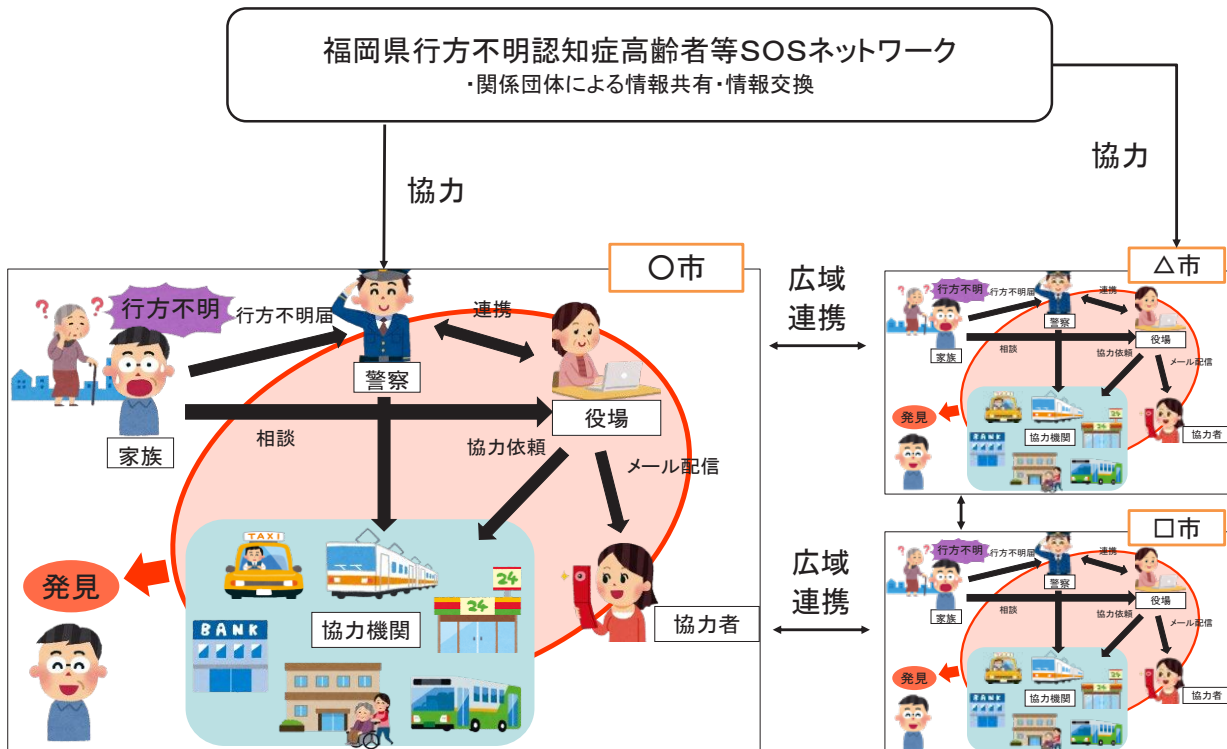 福岡県行方不明認知症高齢者等SOSネットワーク
・関係団体による情報共有・情報交換
協力
協力
〇市
行方不明
行方不明届
連携
警察
役場
家族
相談
協力依頼
メール配信
TAXI
24
24
発見
BANK
協力機関
協力者
広域
連携
広域
連携
△市
行方不明
行方不明届
連携
警察
役場
家族
相談
協力依頼
メール配信
24
24
発見
BANK
協力機関
協力者
□市
行方不明
行方不明届
連携
警察
役場
家族
相談
協力依頼
メール配信
24
24
発見
BANK
協力機関
協力者